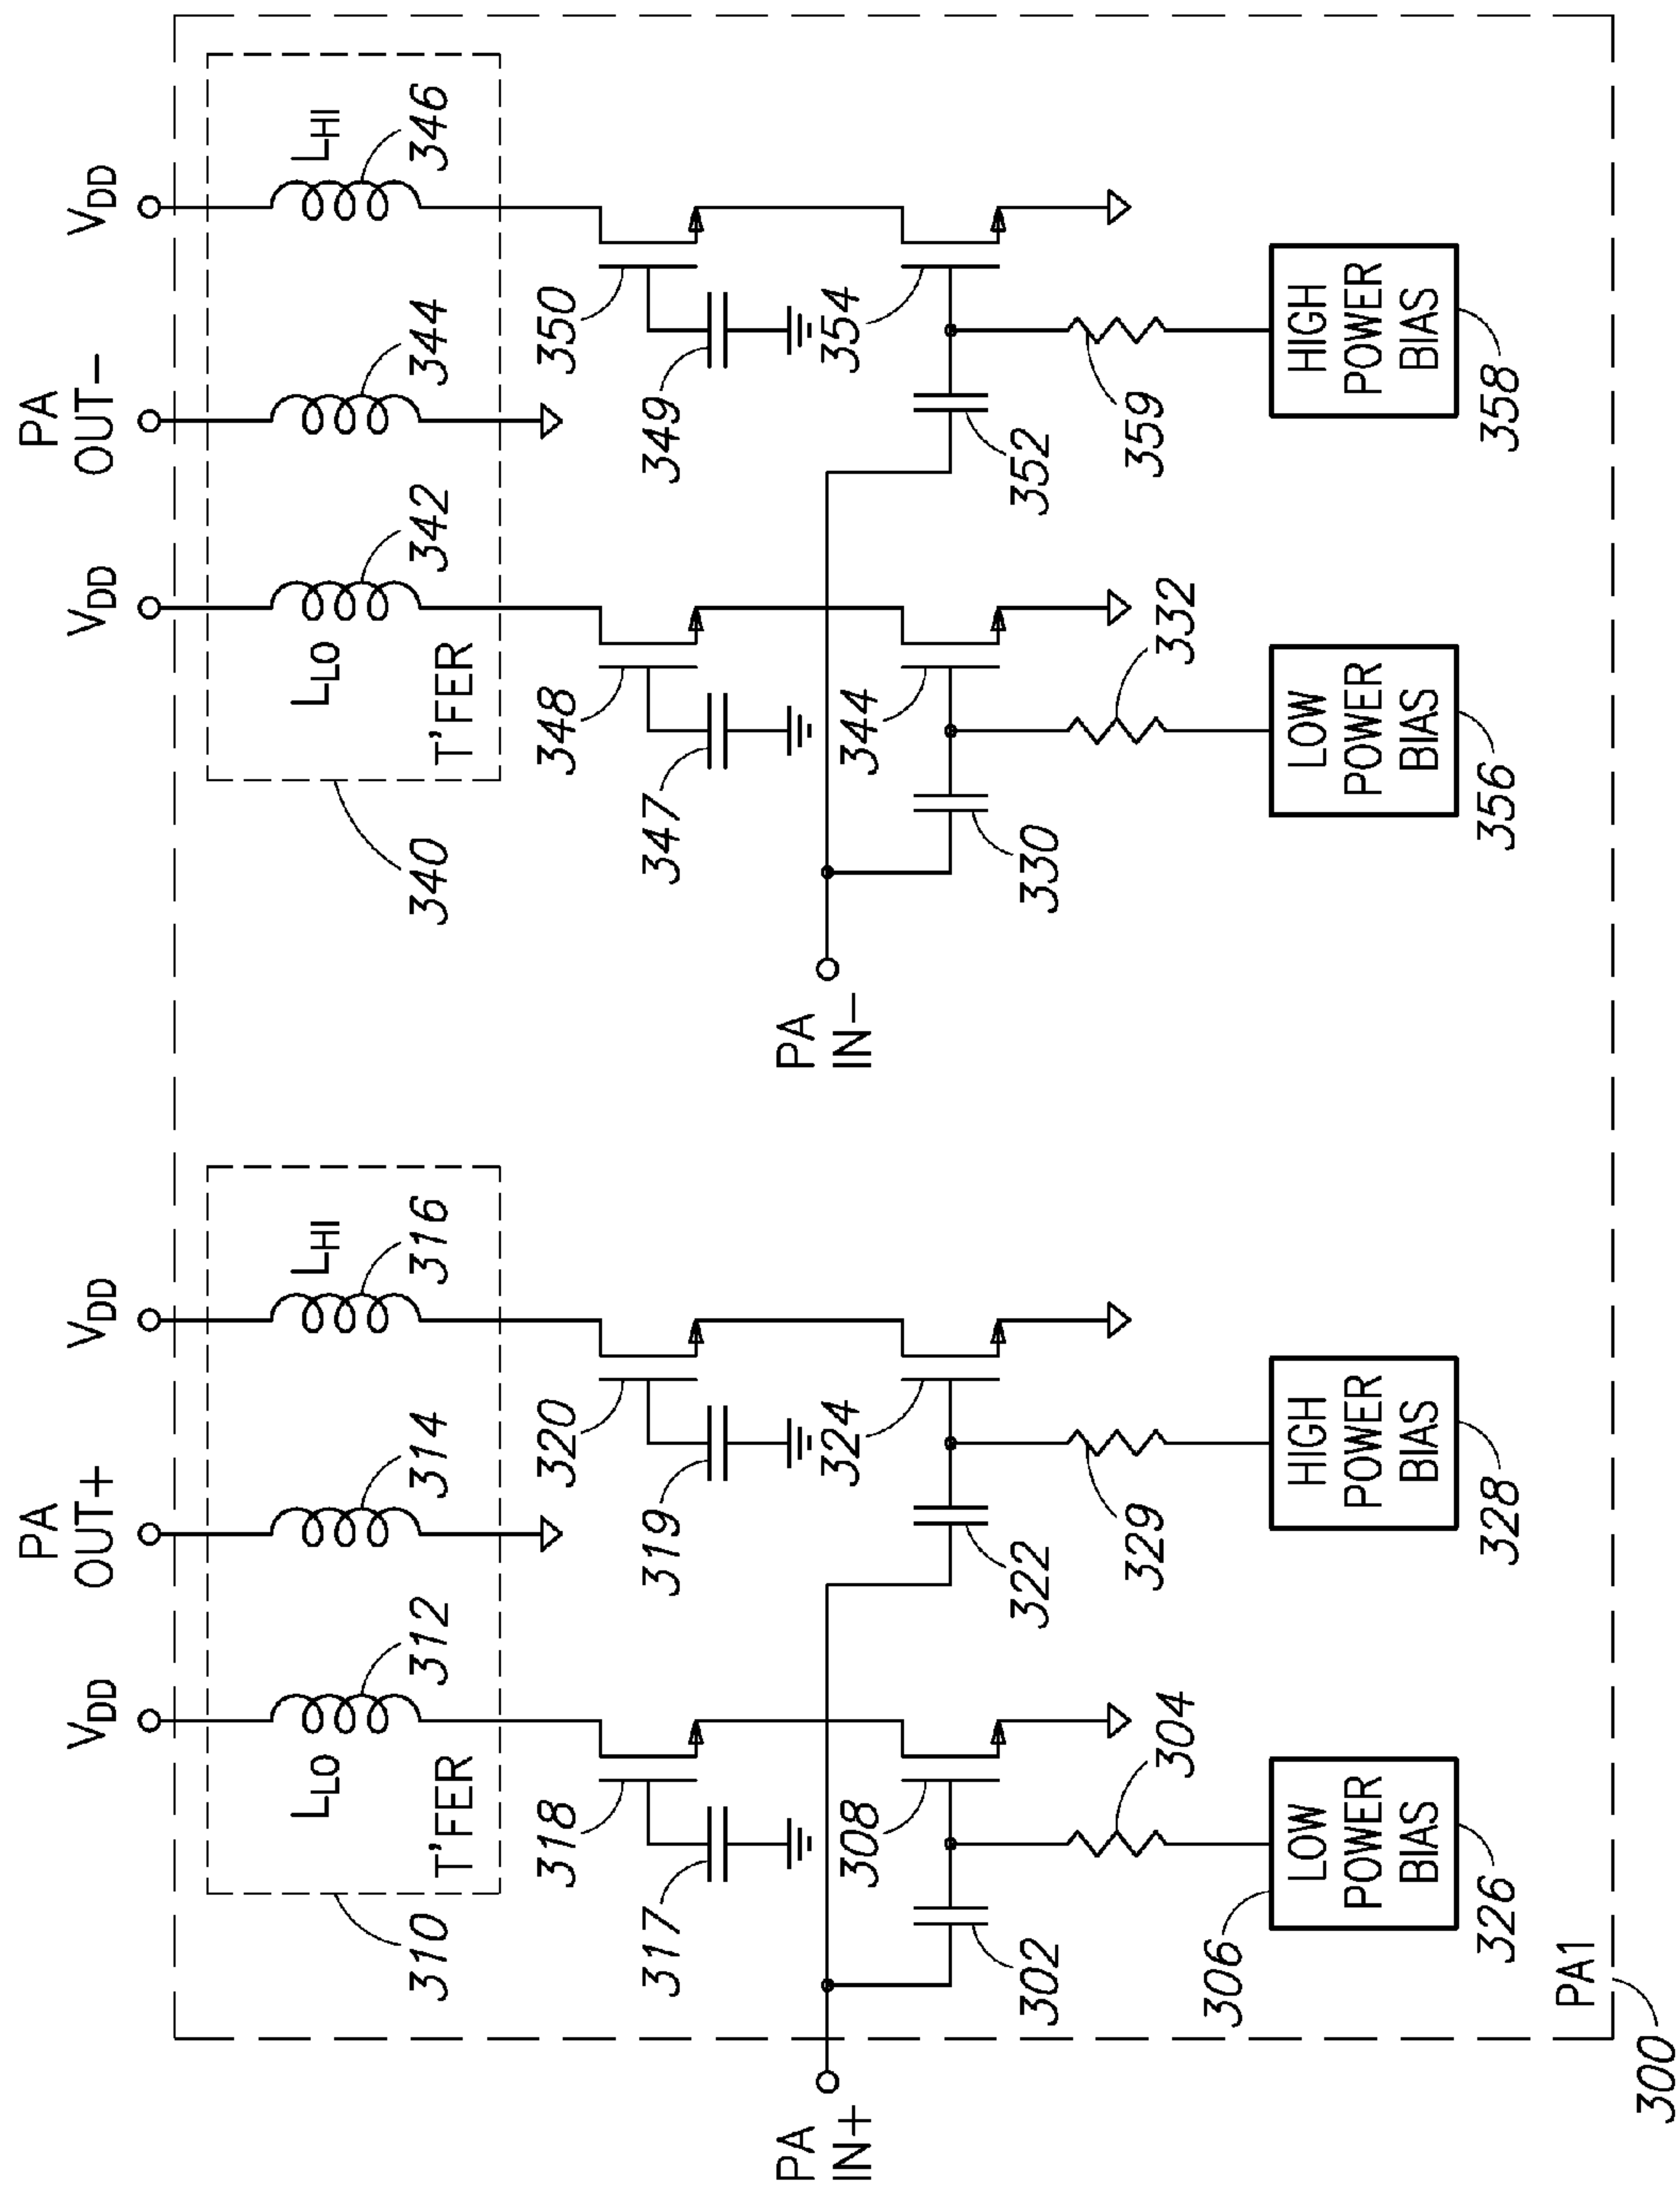 PA
OUT+
PA
OUT−
VDD
VDD
VDD
VDD
LLO
312
314
LHI
316
T'FER
310
LLO
342
344
LHI
346
T'FER
340
318
317
320
319
348
347
350
349
PA
IN+
PA
IN−
308
302
304
324
322
329
344
330
332
354
352
359
306
LOW
POWER
BIAS
326
HIGH
POWER
BIAS
328
LOW
POWER
BIAS
356
HIGH
POWER
BIAS
358
PA1
300